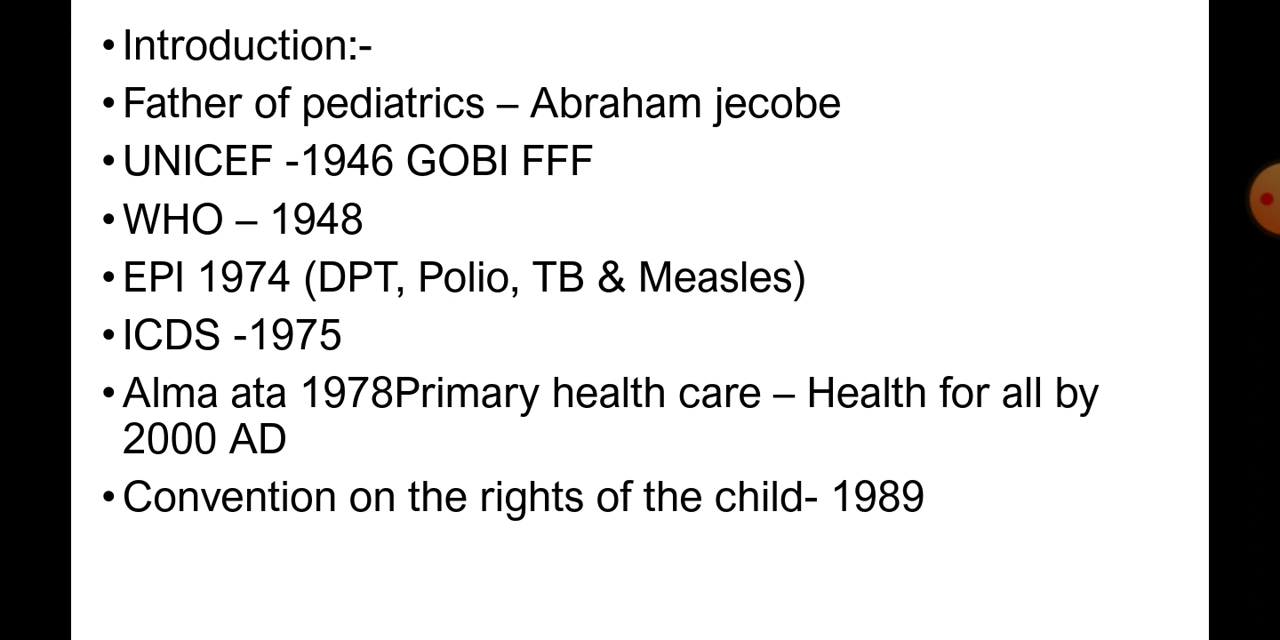 •Introduction:-
•Father of pediatrics – Abraham jecobe
•UNICEF -1946 GOBI FFF
•WHO – 1948
•EPI 1974 (DPT, Polio, TB & Measles)
•ICDS -1975
•Alma ata 1978Primary health care – Health for all by
2000 AD
•Convention on the rights of the child- 1989